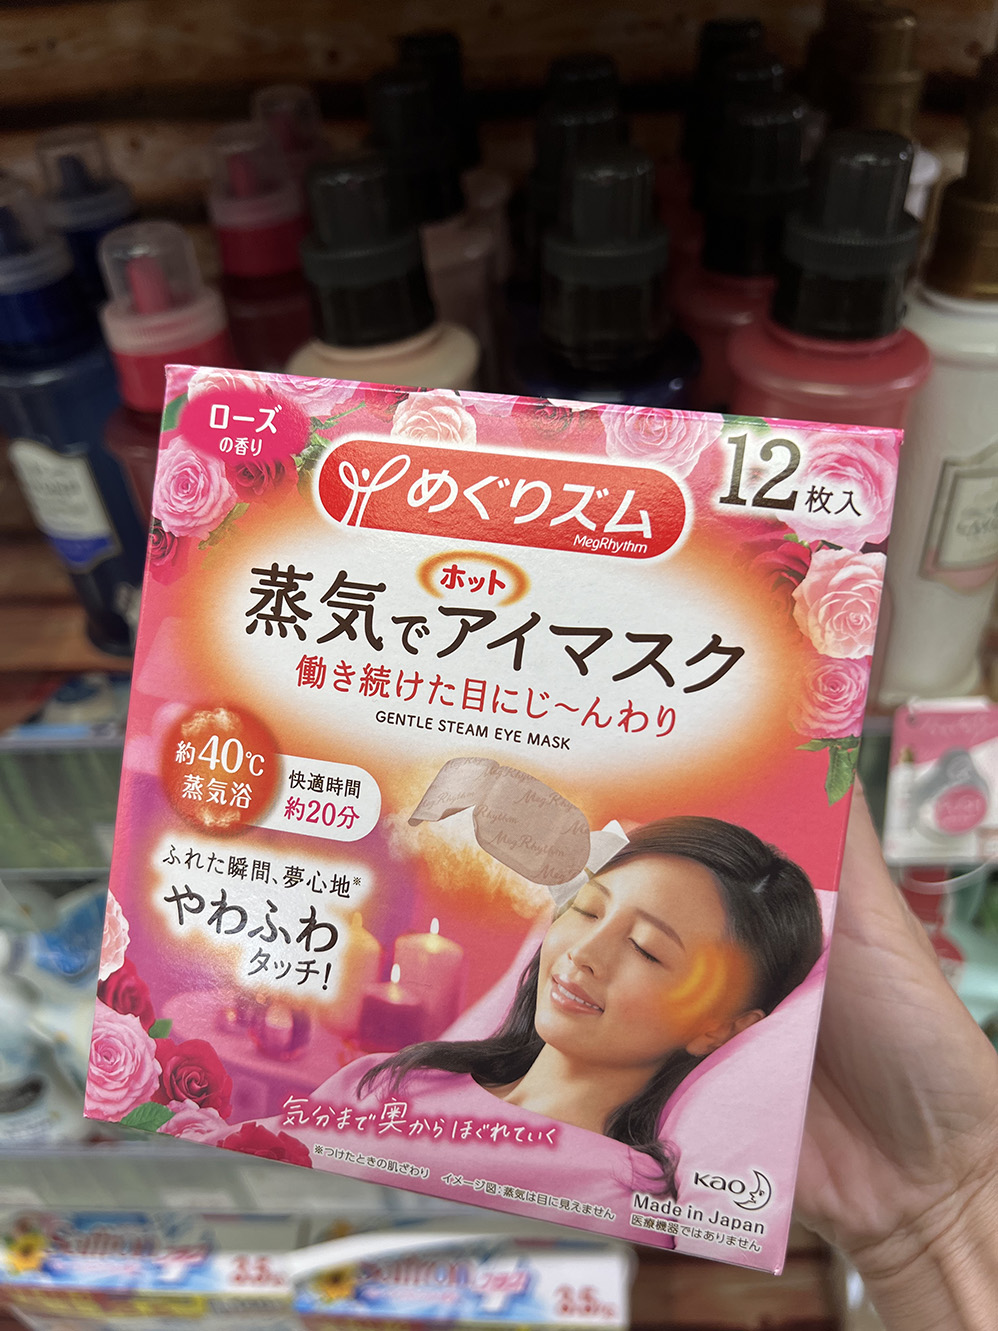 ローズ
の香り
めぐりズム
MegRhythm
12枚入
ホット
蒸気でアイマスク
働き続けた目にじ〜んわり
GENTLE STEAM EYE MASK
約40℃
蒸気浴
快適時間
約20分
MegRhythm
ふれた瞬間、夢心地※
やわふわ
タッチ!
気分まで奥からほぐれていく
※つけたときの肌ざわり イメージ図:蒸気は目に見えません
Kao
Made in Japan
医療機器ではありません
3.5
3.5